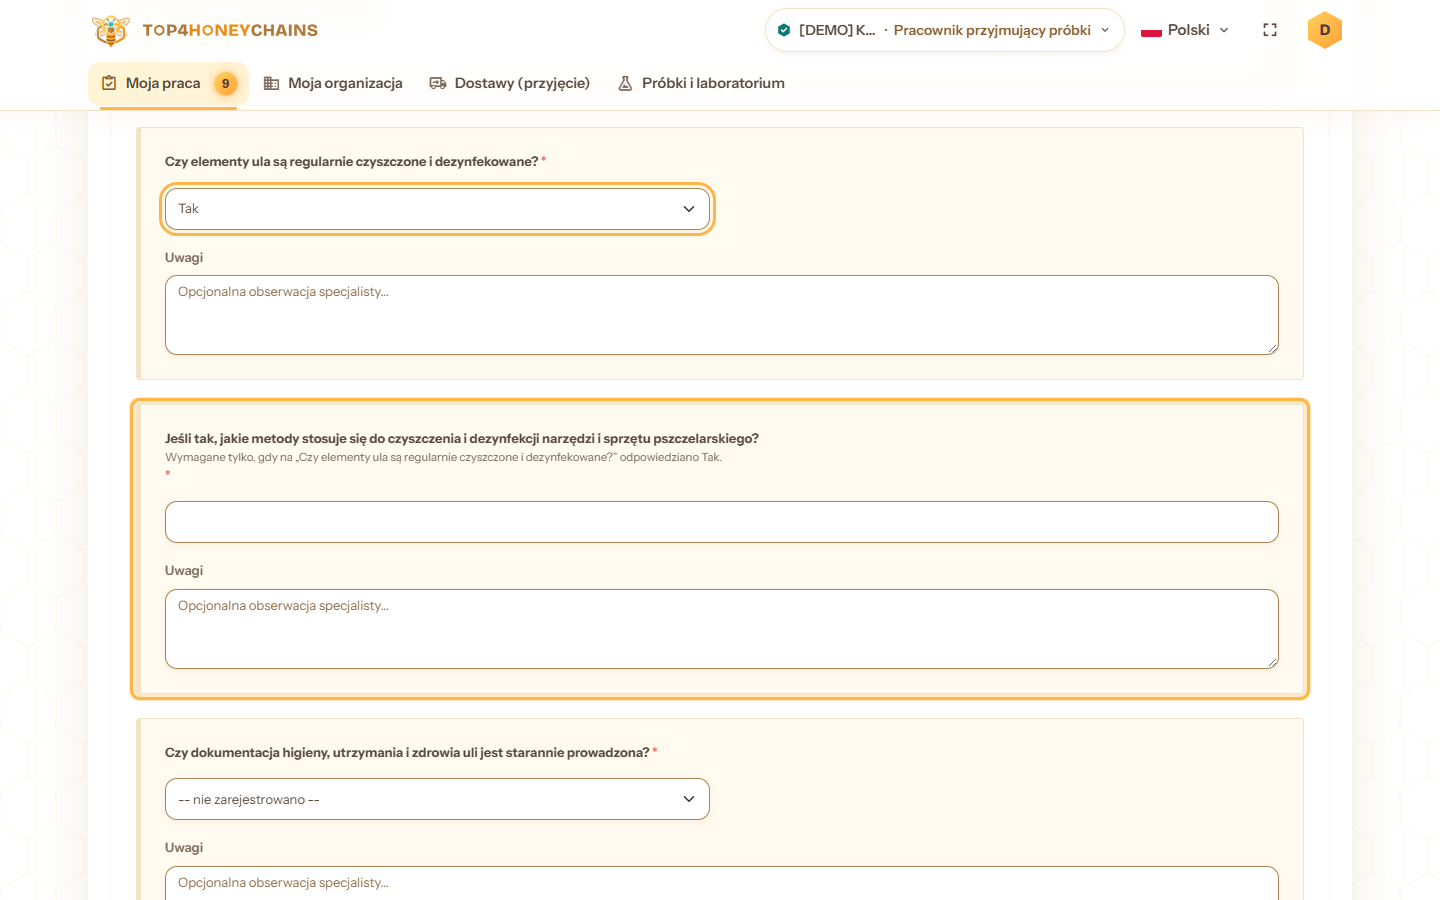 TOP4HONEYCHAINS
[DEMO] K... · Pracownik przyjmujący próbki
Polski
D
Moja praca 9
Moja organizacja
Dostawy (przyjęcie)
Próbki i laboratorium
Czy elementy ula są regularnie czyszczone i dezynfekowane? *
Tak
Uwagi
Opcjonalna obserwacja specjalisty...
Jeśli tak, jakie metody stosuje się do czyszczenia i dezynfekcji narzędzi i sprzętu pszczelarskiego?
Wymagane tylko, gdy na „Czy elementy ula są regularnie czyszczone i dezynfekowane?” odpowiedziano Tak.
*
Uwagi
Opcjonalna obserwacja specjalisty...
Czy dokumentacja higieny, utrzymania i zdrowia uli jest starannie prowadzona? *
-- nie zarejestrowano --
Uwagi
Opcjonalna obserwacja specjalisty...